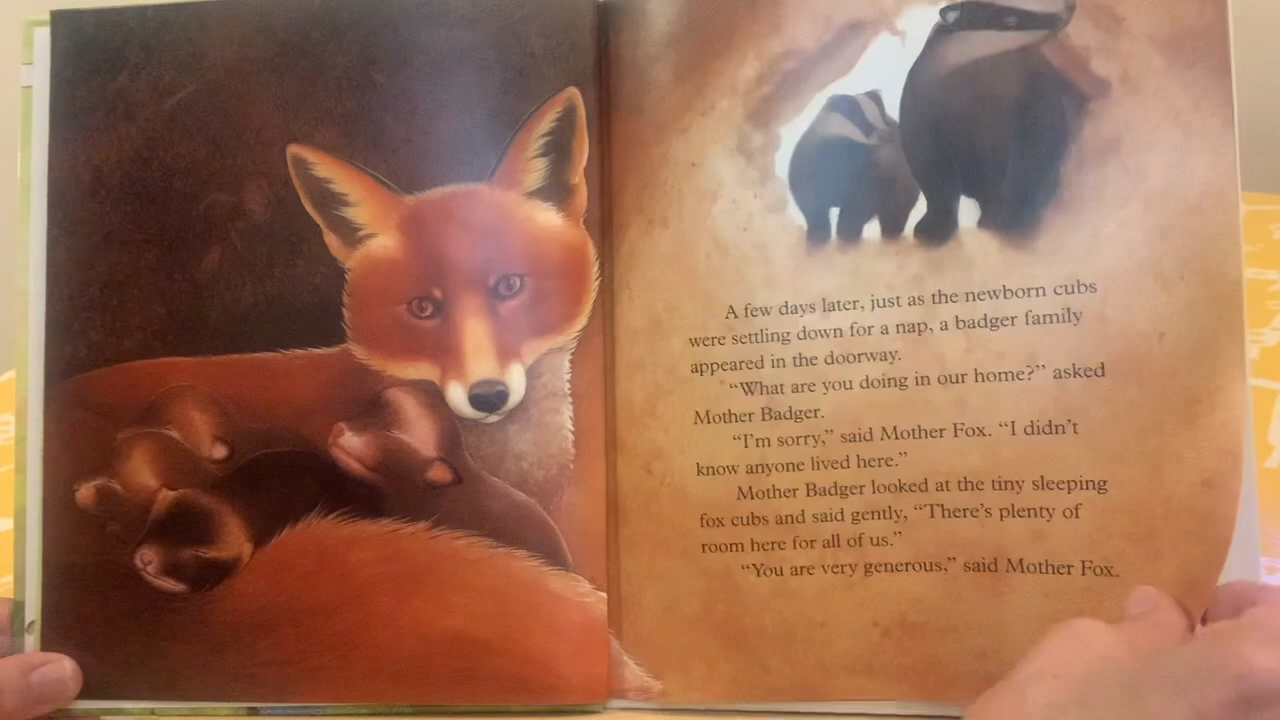 A few days later, just as the newborn cubs
were settling down for a nap, a badger family
appeared in the doorway.
“What are you doing in our home?” asked
Mother Badger.
“I’m sorry,” said Mother Fox. “I didn’t
know anyone lived here.”
Mother Badger looked at the tiny sleeping
fox cubs and said gently, “There’s plenty of
room here for all of us.”
“You are very generous,” said Mother Fox.